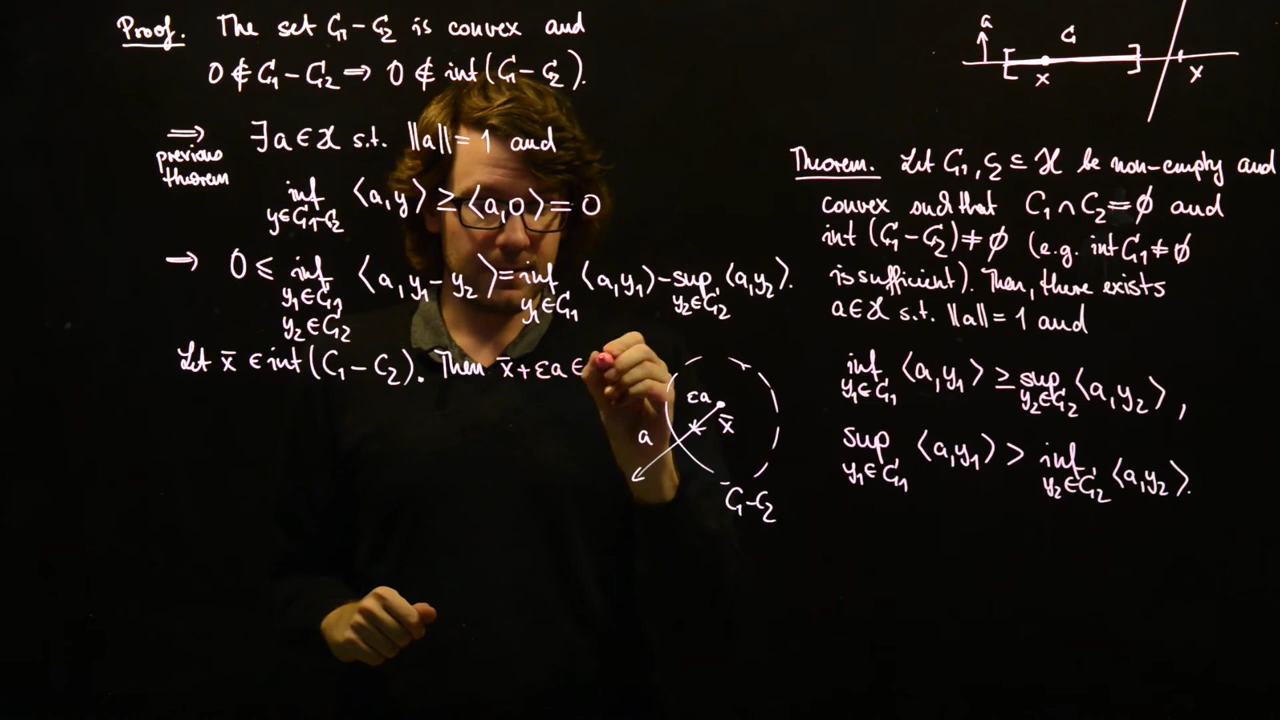 Proof. The set C₁-C₂ is convex and
0 ∉ C₁-C₂ ⟹ 0 ∉ int(C₁-C₂).
⟹ ∃ a ∈ X s.t. ‖a‖=1 and
previous
theorem
inf ⟨a,y⟩ ≥ ⟨a,0⟩ = 0
y∈C₁-C₂
⟹ 0 ≤ inf ⟨a,y₁-y₂⟩ = inf ⟨a,y₁⟩ - sup ⟨a,y₂⟩.
y₁∈C₁ y₁∈C₁ y₂∈C₂
y₂∈C₂
Let x̄ ∈ int(C₁-C₂). Then x̄+εa ∈
εa
x̄
a
C₁-C₂
a
C₁
x
x
Theorem. Let C₁,C₂ ⊆ X be non-empty and
convex such that C₁∩C₂=∅ and
int(C₁-C₂)≠∅ (e.g. int C₁≠∅
is sufficient). Then, there exists
a∈X s.t. ‖a‖=1 and
inf ⟨a,y₁⟩ ≥ sup ⟨a,y₂⟩,
y₁∈C₁ y₂∈C₂
sup ⟨a,y₁⟩ > inf ⟨a,y₂⟩.
y₁∈C₁ y₂∈C₂